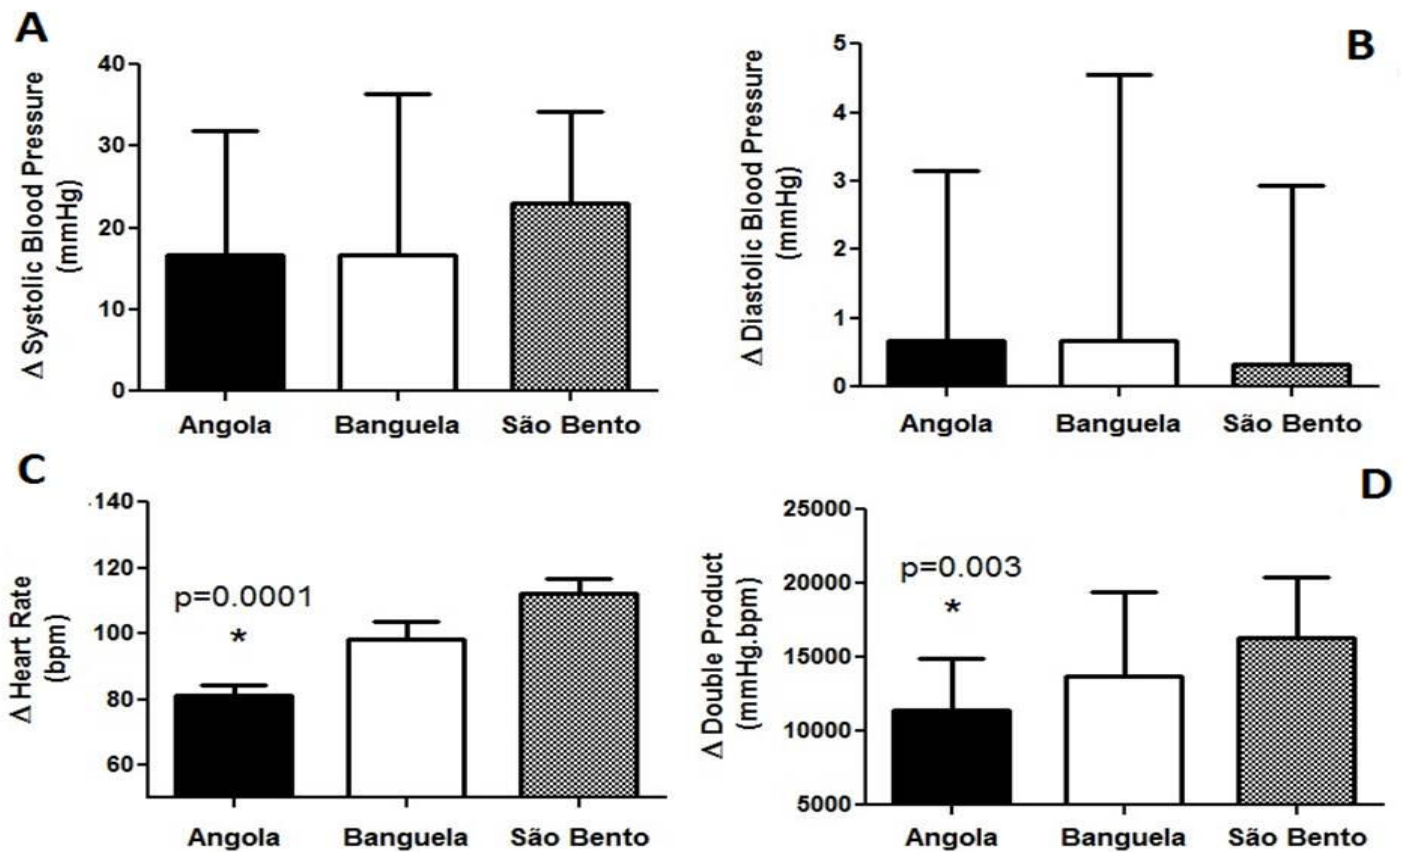 A
Δ Systolic Blood Pressure
(mmHg)
40
30
20
10
0
Angola Banguela São Bento
B
Δ Diastolic Blood Pressure
(mmHg)
5
4
3
2
1
0
Angola Banguela São Bento
C
Δ Heart Rate
(bpm)
140
120
100
80
60
p=0.0001
*
Angola Banguela São Bento
D
Δ Double Product
(mmHg.bpm)
25000
20000
15000
10000
5000
p=0.003
*
Angola Banguela São Bento